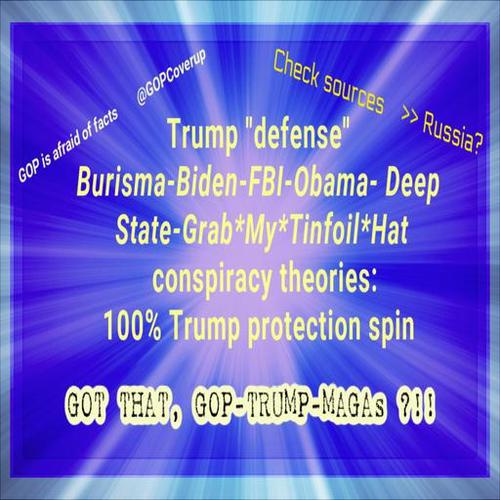 GOP is afraid of facts
@GOPCoverup
Check sources
>> Russia?
Trump "defense"
Burisma-Biden-FBI-Obama- Deep
State-Grab*My*Tinfoil*Hat
conspiracy theories:
100% Trump protection spin
GOT THAT, GOP-TRUMP-MAGAs ?!!